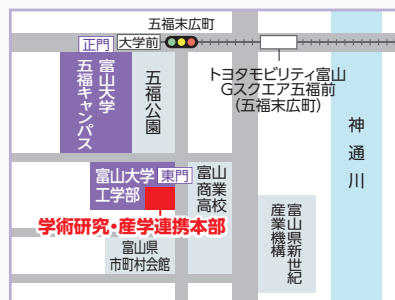 五福末広町
正門
大学前
富山大学
五福キャンパス
五福公園
トヨタモビリティ富山
Gスクエア五福前
(五福末広町)
神通川
富山大学
工学部
東門
富山
商業
高校
学術研究・産学連携本部
富山県
市町村会館
富山県新世紀
産業機構